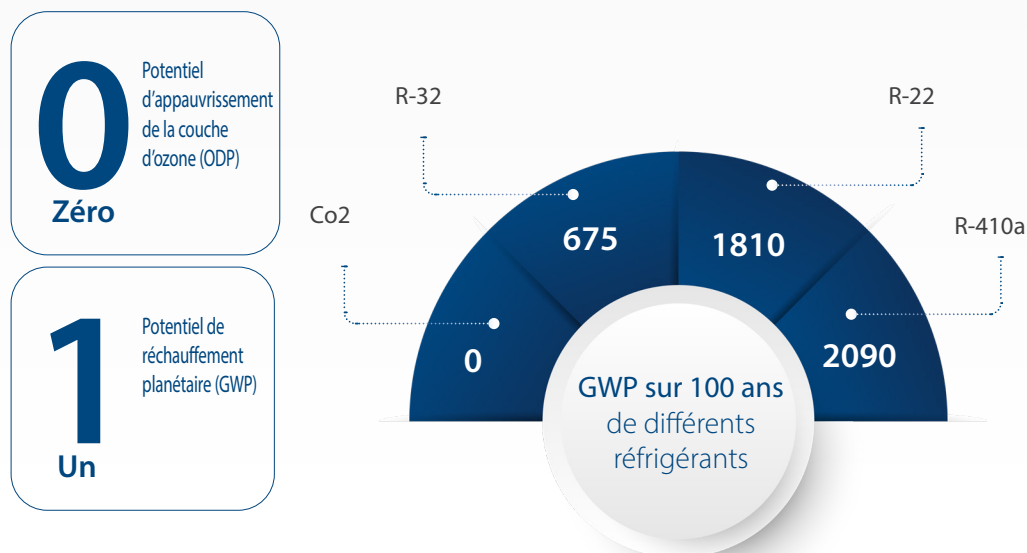 0
Zéro
Potentiel
d'appauvrissement
de la couche
d'ozone (ODP)
1
Un
Potentiel de
réchauffement
planétaire (GWP)
Co2
R-32
R-22
R-410a
0
675
1810
2090
GWP sur 100 ans
de différents
réfrigérants